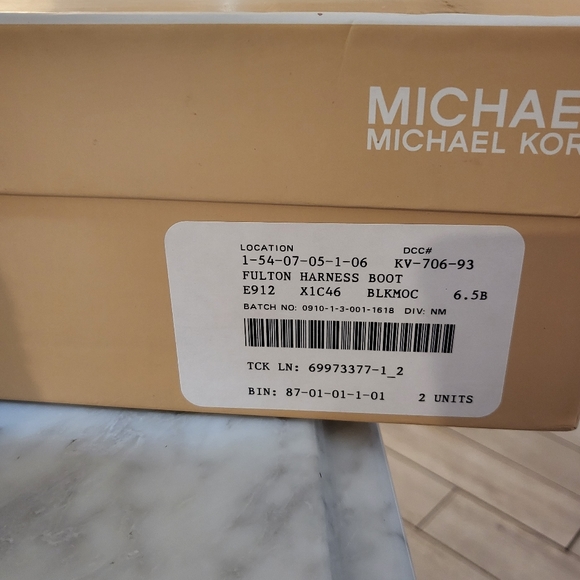 MICHAE
MICHAEL KOR
LOCATION DCC#
1-54-07-05-1-06 KV-706-93
FULTON HARNESS BOOT
E912 X1C46 BLKMOC 6.5B
BATCH NO: 0910-1-3-001-1618 DIV: NM
TCK LN: 69973377-1_2
BIN: 87-01-01-1-01 2 UNITS